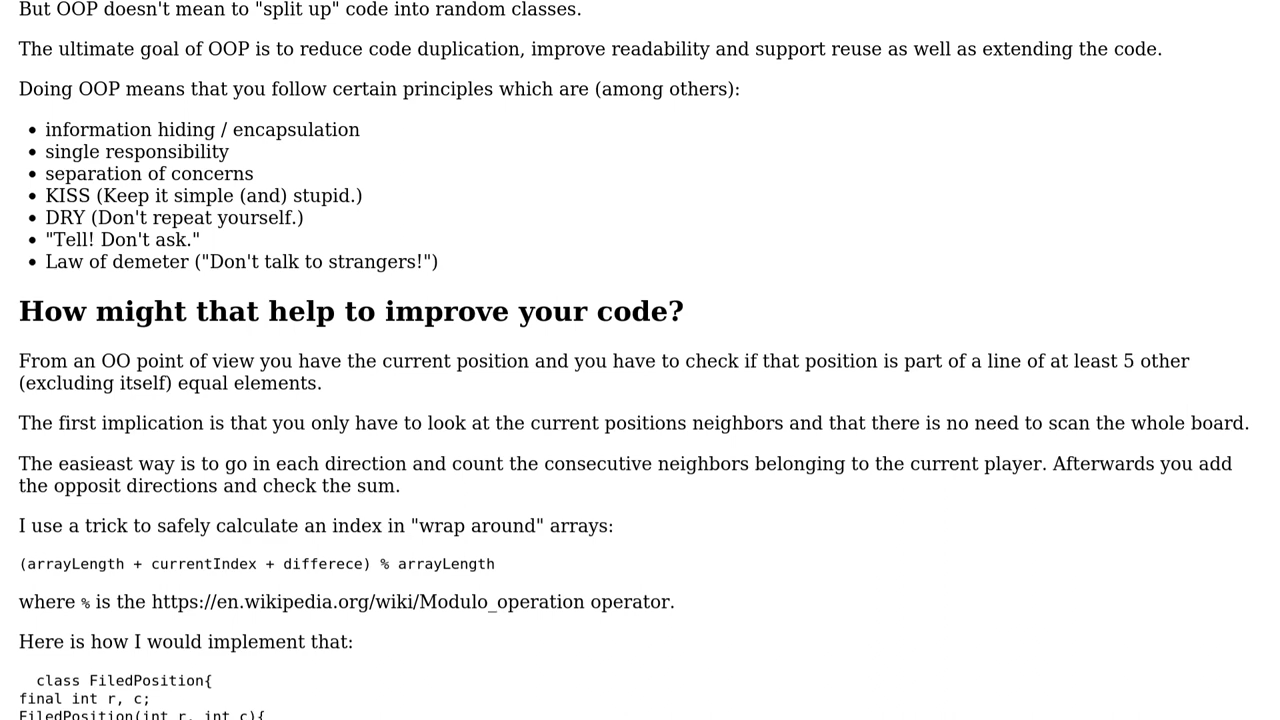 But OOP doesn't mean to "split up" code into random classes.
The ultimate goal of OOP is to reduce code duplication, improve readability and support reuse as well as extending the code.
Doing OOP means that you follow certain principles which are (among others):
• information hiding / encapsulation
• single responsibility
• separation of concerns
• KISS (Keep it simple (and) stupid.)
• DRY (Don't repeat yourself.)
• "Tell! Don't ask."
• Law of demeter ("Don't talk to strangers!")
How might that help to improve your code?
From an OO point of view you have the current position and you have to check if that position is part of a line of at least 5 other
(excluding itself) equal elements.
The first implication is that you only have to look at the current positions neighbors and that there is no need to scan the whole board.
The easieast way is to go in each direction and count the consecutive neighbors belonging to the current player. Afterwards you add
the opposit directions and check the sum.
I use a trick to safely calculate an index in "wrap around" arrays:
(arrayLength + currentIndex + differece) % arrayLength
where % is the https://en.wikipedia.org/wiki/Modulo_operation operator.
Here is how I would implement that:
class FiledPosition{
final int r, c;
FiledPosition(int r, int c){